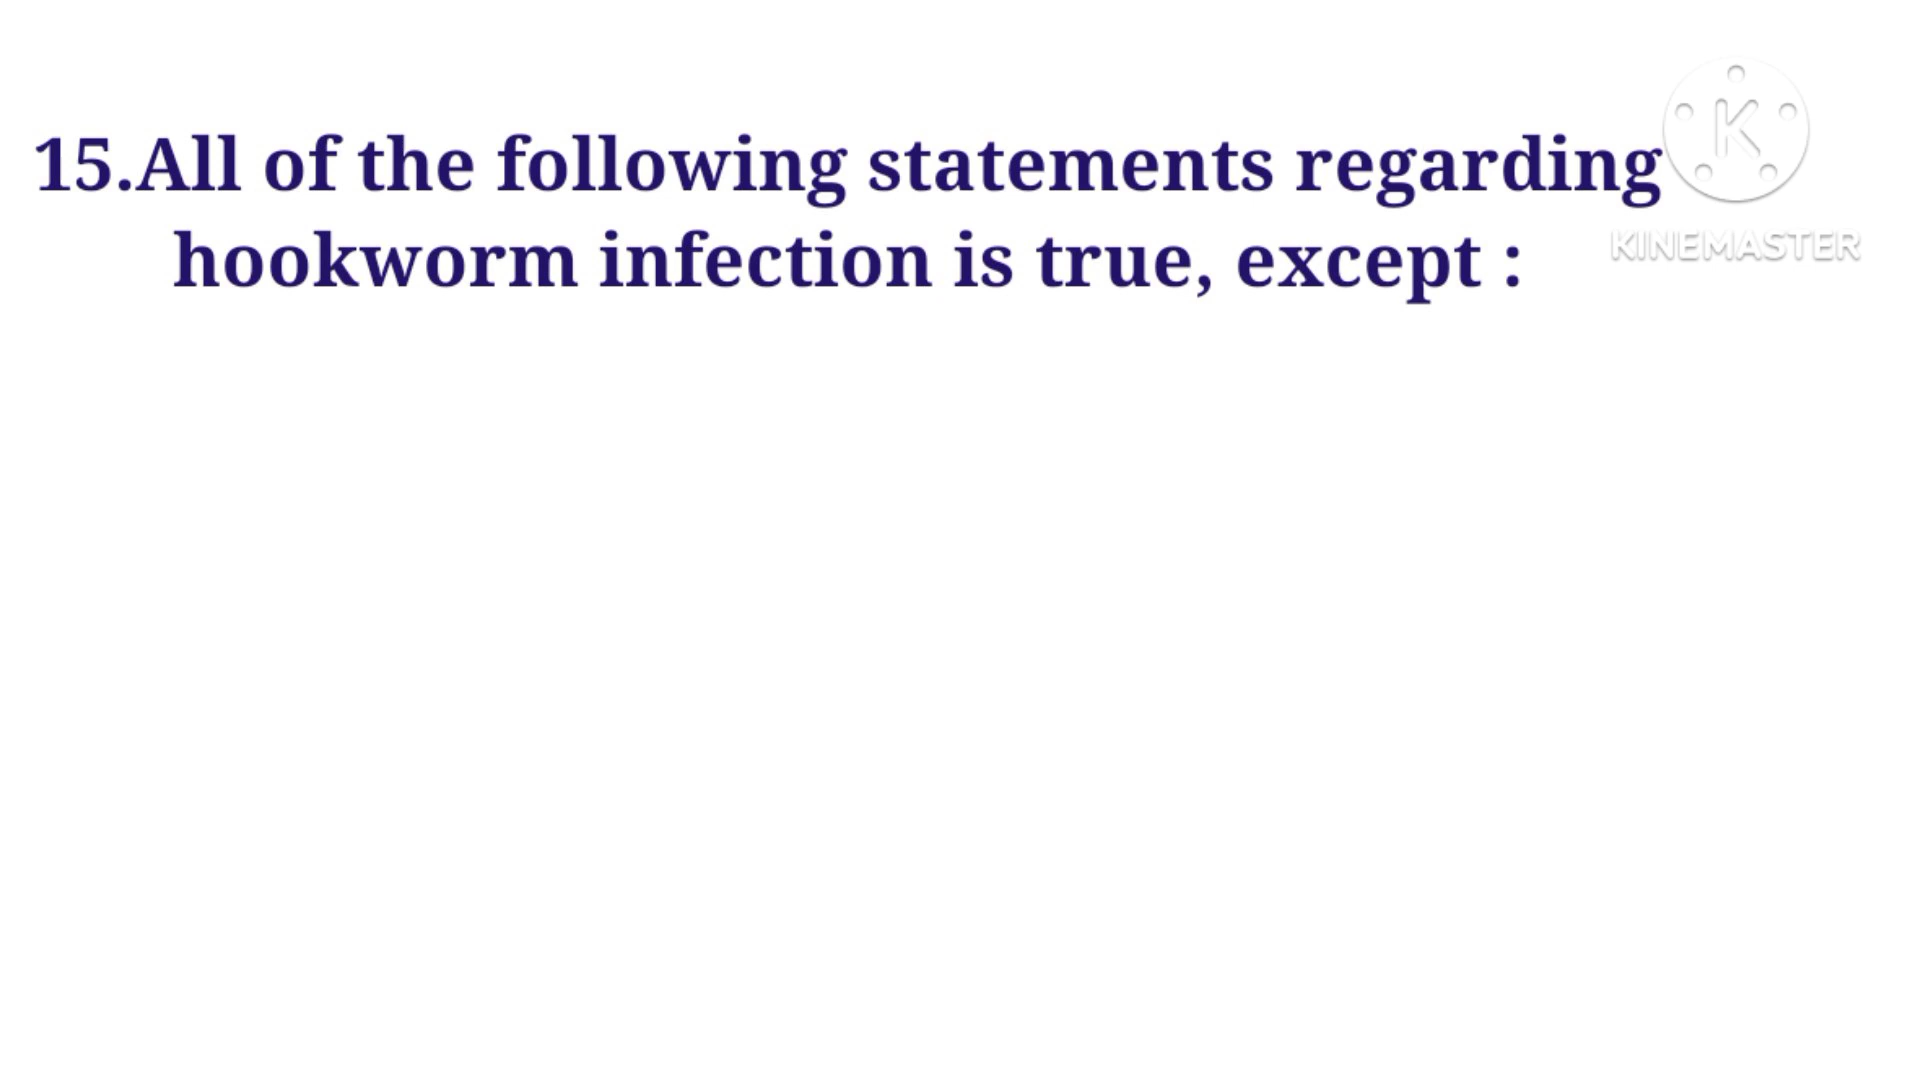 15.All of the following statements regarding
hookworm infection is true, except :
K
KINEMASTER